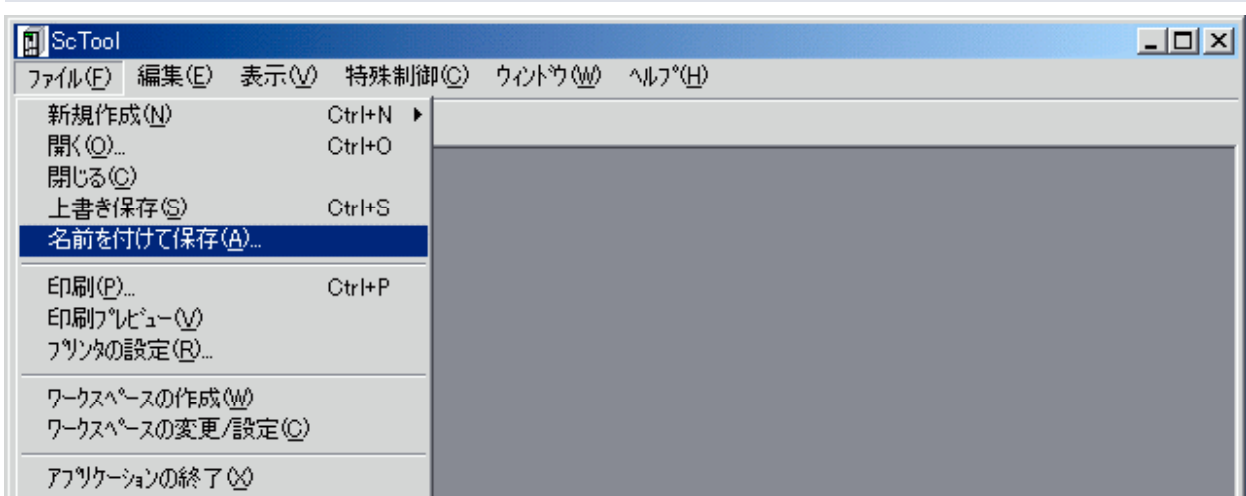 ScTool
ﾌｧｲﾙ(F) 編集(E) 表示(V) 特殊制御(C) ｳｨﾝﾄﾞｳ(W) ﾍﾙﾌﾟ(H)
新規作成(N) Ctrl+N
開く(O)... Ctrl+O
閉じる(C)
上書き保存(S) Ctrl+S
名前を付けて保存(A)...
印刷(P)... Ctrl+P
印刷ﾌﾟﾚﾋﾞｭｰ(V)
ﾌﾟﾘﾝﾀの設定(R)...
ﾜｰｸｽﾍﾟｰｽの作成(W)
ﾜｰｸｽﾍﾟｰｽの変更/設定(C)
ｱﾌﾟﾘｹｰｼｮﾝの終了(X)